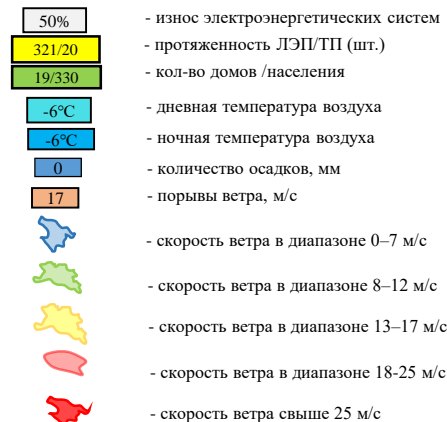 50% - износ электроэнергетических систем
321/20 - протяженность ЛЭП/ТП (шт.)
19/330 - кол-во домов /населения
-6°С - дневная температура воздуха
-6°С - ночная температура воздуха
0 - количество осадков, мм
17 - порывы ветра, м/с
- скорость ветра в диапазоне 0–7 м/с
- скорость ветра в диапазоне 8–12 м/с
- скорость ветра в диапазоне 13–17 м/с
- скорость ветра в диапазоне 18-25 м/с
- скорость ветра свыше 25 м/с